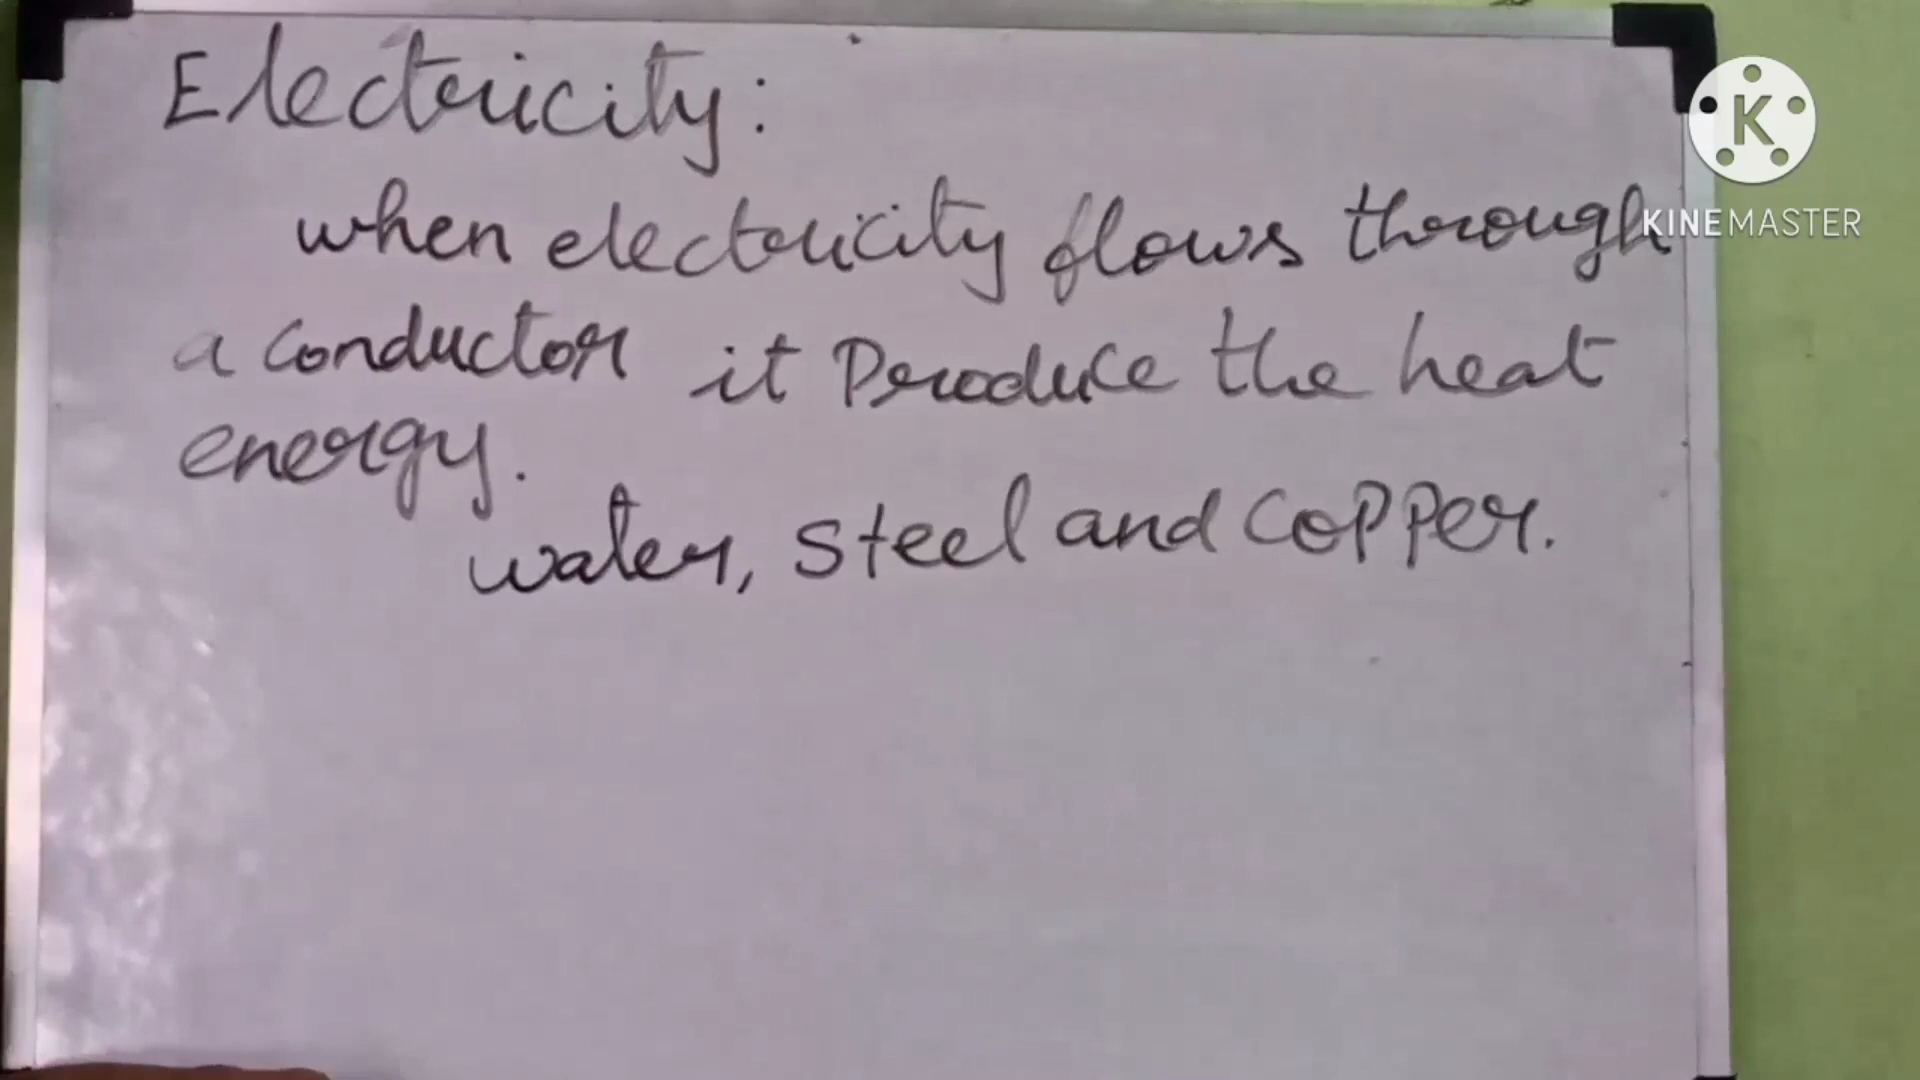 Electricity:
when electricity flows through
a conductor it Produce the heat
energy.
water, steel and copper.
K
KINEMASTER